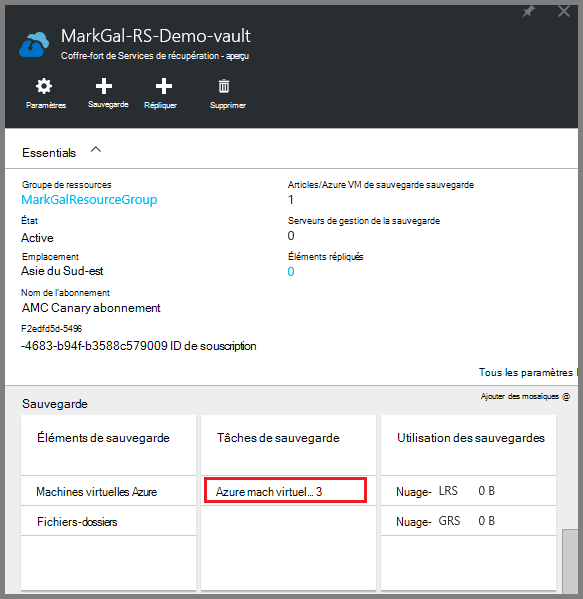 MarkGal-RS-Demo-vault
Coffre-fort de Services de récupération - aperçu
Paramètres
Sauvegarde
Répliquer
Supprimer
Essentials
Groupe de ressources
MarkGalResourceGroup
Articles/Azure VM de sauvegarde sauvegarde
1
État
Active
Serveurs de gestion de la sauvegarde
0
Emplacement
Asie du Sud-est
Éléments répliqués
0
Nom de l'abonnement
AMC Canary abonnement
F2edfd5d-5496
-4683-b94f-b3588c579009 ID de souscription
Tous les paramètres
Ajouter des mosaïques @
Sauvegarde
Éléments de sauvegarde
Tâches de sauvegarde
Utilisation des sauvegardes
Machines virtuelles Azure
Azure mach virtuel... 3
Nuage- LRS 0 B
Fichiers-dossiers
Nuage- GRS 0 B